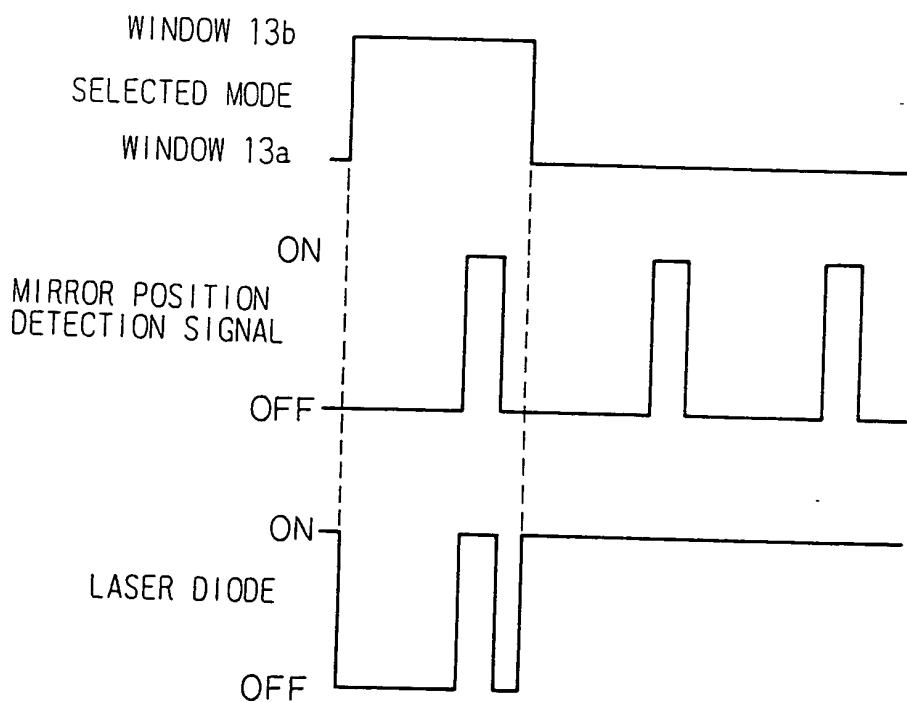 WINDOW 13b
SELECTED MODE
WINDOW 13a
ON
MIRROR POSITION
DETECTION SIGNAL
OFF
ON
LASER DIODE
OFF